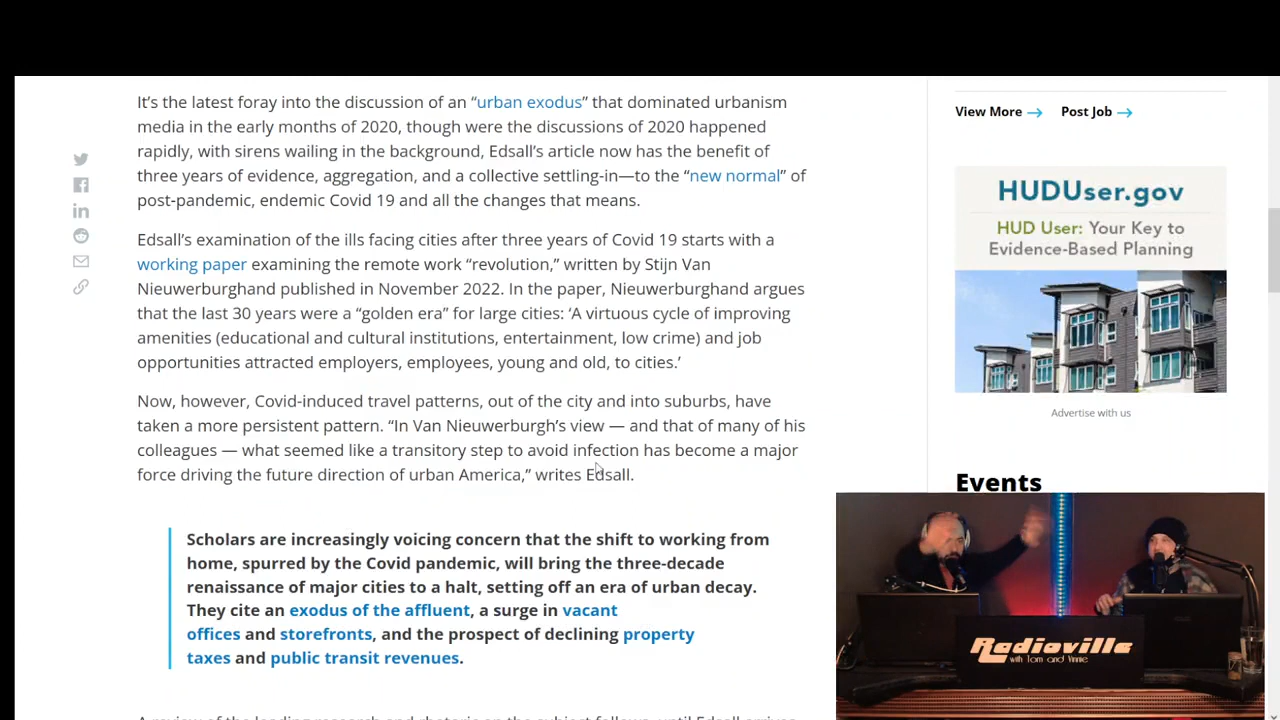 It’s the latest foray into the discussion of an “urban exodus” that dominated urbanism
media in the early months of 2020, though were the discussions of 2020 happened
rapidly, with sirens wailing in the background, Edsall’s article now has the benefit of
three years of evidence, aggregation, and a collective settling-in—to the “new normal” of
post-pandemic, endemic Covid 19 and all the changes that means.
Edsall’s examination of the ills facing cities after three years of Covid 19 starts with a
working paper examining the remote work “revolution,” written by Stijn Van
Nieuwerburghand published in November 2022. In the paper, Nieuwerburghand argues
that the last 30 years were a “golden era” for large cities: ‘A virtuous cycle of improving
amenities (educational and cultural institutions, entertainment, low crime) and job
opportunities attracted employers, employees, young and old, to cities.’
Now, however, Covid-induced travel patterns, out of the city and into suburbs, have
taken a more persistent pattern. “In Van Nieuwerburgh’s view — and that of many of his
colleagues — what seemed like a transitory step to avoid infection has become a major
force driving the future direction of urban America,” writes Edsall.
Scholars are increasingly voicing concern that the shift to working from
home, spurred by the Covid pandemic, will bring the three-decade
renaissance of major cities to a halt, setting off an era of urban decay.
They cite an exodus of the affluent, a surge in vacant
offices and storefronts, and the prospect of declining property
taxes and public transit revenues.
View More
Post Job
HUDUser.gov
HUD User: Your Key to
Evidence-Based Planning
Advertise with us
Events
Radioville
with Tom and Vinnie